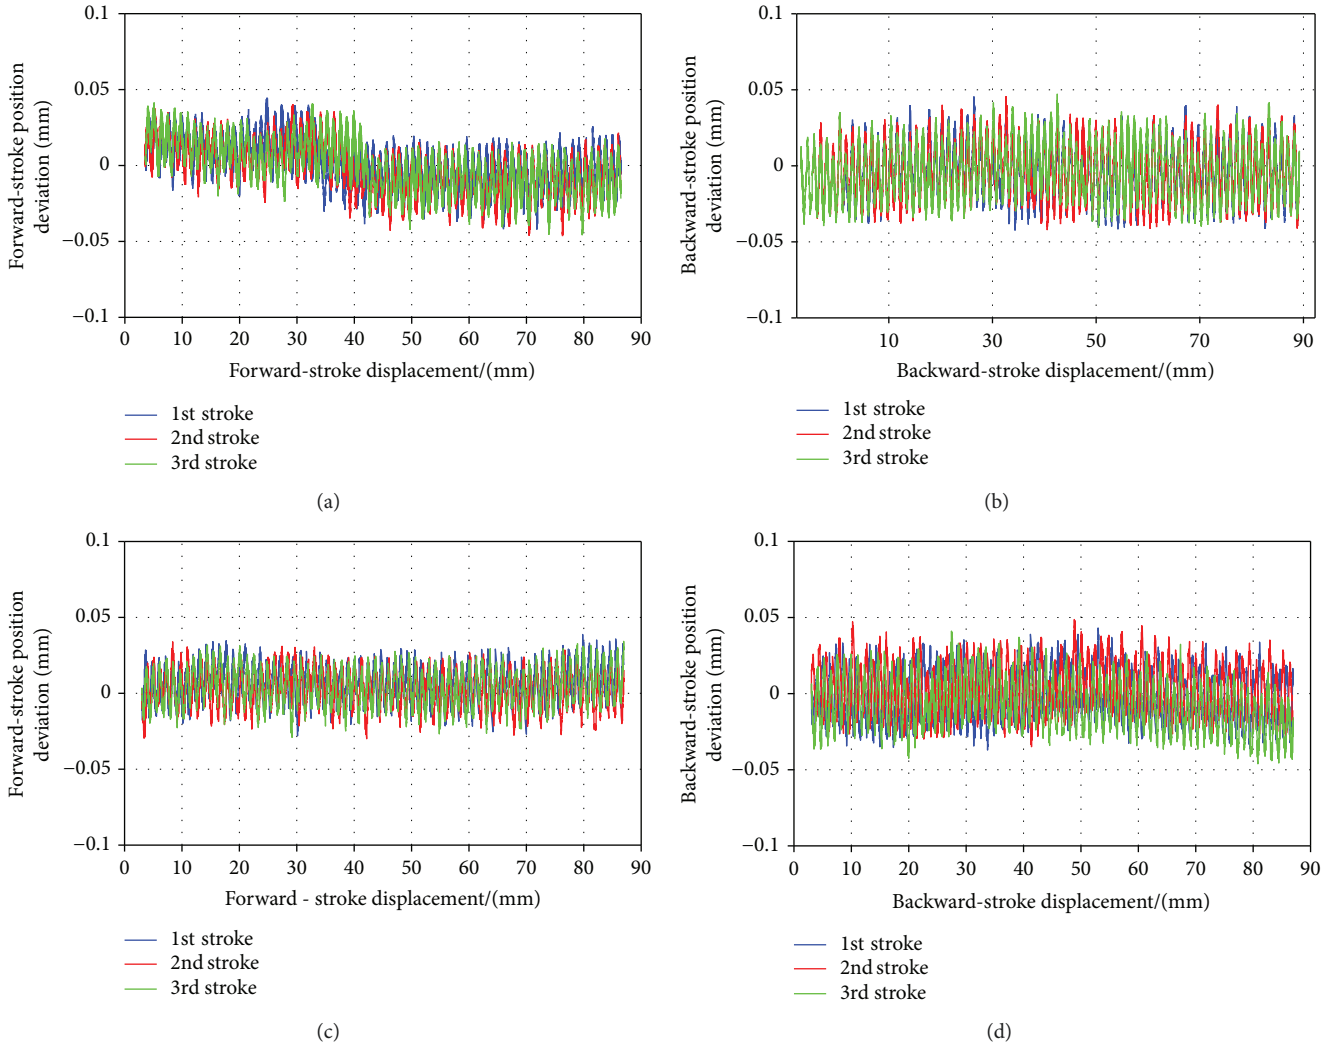 0.1
0.05
0
−0.05
−0.1
Forward-stroke position
deviation (mm)
0 10 20 30 40 50 60 70 80 90
Forward-stroke displacement/(mm)
1st stroke
2nd stroke
3rd stroke
(a)
0.1
0.05
0
−0.05
−0.1
Backward-stroke position
deviation (mm)
10 30 50 70 90
Backward-stroke displacement/(mm)
1st stroke
2nd stroke
3rd stroke
(b)
0.1
0.05
0
−0.05
−0.1
Forward-stroke position
deviation (mm)
0 10 20 30 40 50 60 70 80 90
Forward - stroke displacement/(mm)
1st stroke
2nd stroke
3rd stroke
(c)
0.1
0.05
0
−0.05
−0.1
Backward-stroke position
deviation (mm)
0 10 20 30 40 50 60 70 80 90
Backward-stroke displacement/(mm)
1st stroke
2nd stroke
3rd stroke
(d)